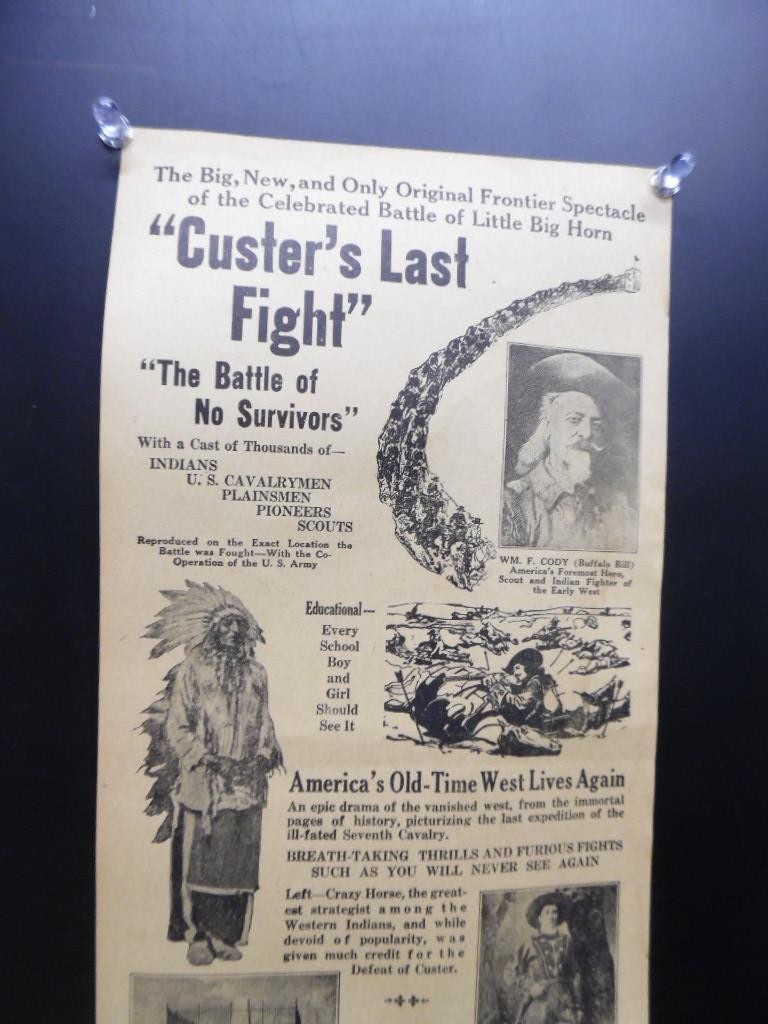 The Big, New, and Only Original Frontier Spectacle
of the Celebrated Battle of Little Big Horn
"Custer's Last
Fight"
"The Battle of
No Survivors"
With a Cast of Thousands of—
INDIANS
U. S. CAVALRYMEN
PLAINSMEN
PIONEERS
SCOUTS
Reproduced on the Exact Location the
Battle was Fought—With the Co-
Operation of the U. S. Army
WM. F. CODY (Buffalo Bill)
America's Foremost Hero,
Scout and Indian Fighter of
the Early West
Educational—
Every
School
Boy
and
Girl
Should
See It
America's Old-Time West Lives Again
An epic drama of the vanished west, from the immortal
pages of history, picturizing the last expedition of the
ill-fated Seventh Cavalry.
BREATH-TAKING THRILLS AND FURIOUS FIGHTS
SUCH AS YOU WILL NEVER SEE AGAIN
Left—Crazy Horse, the great-
est strategist among the
Western Indians, and while
devoid of popularity, was
given much credit for the
Defeat of Custer.